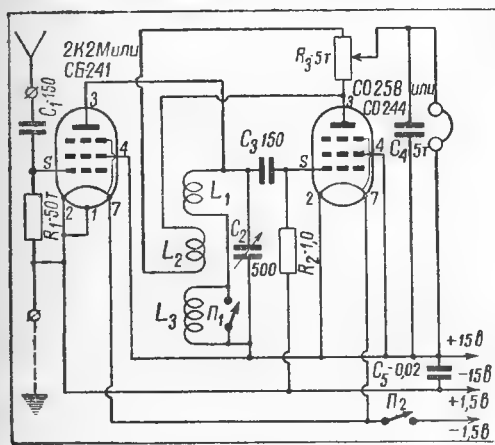 2К2М или
СБ241
R₃-5т
СО258 или
СО244
C₁ 150
3
S
4
2
1
7
R₁-50т
C₃ 150
3
S
4
2
7
C₄ 5т
L₁
L₂
C₂
500
R₂-1,0
L₃
П₁
+15в
C₅-0,02
-15в
+1,5в
П₂
-1,5в